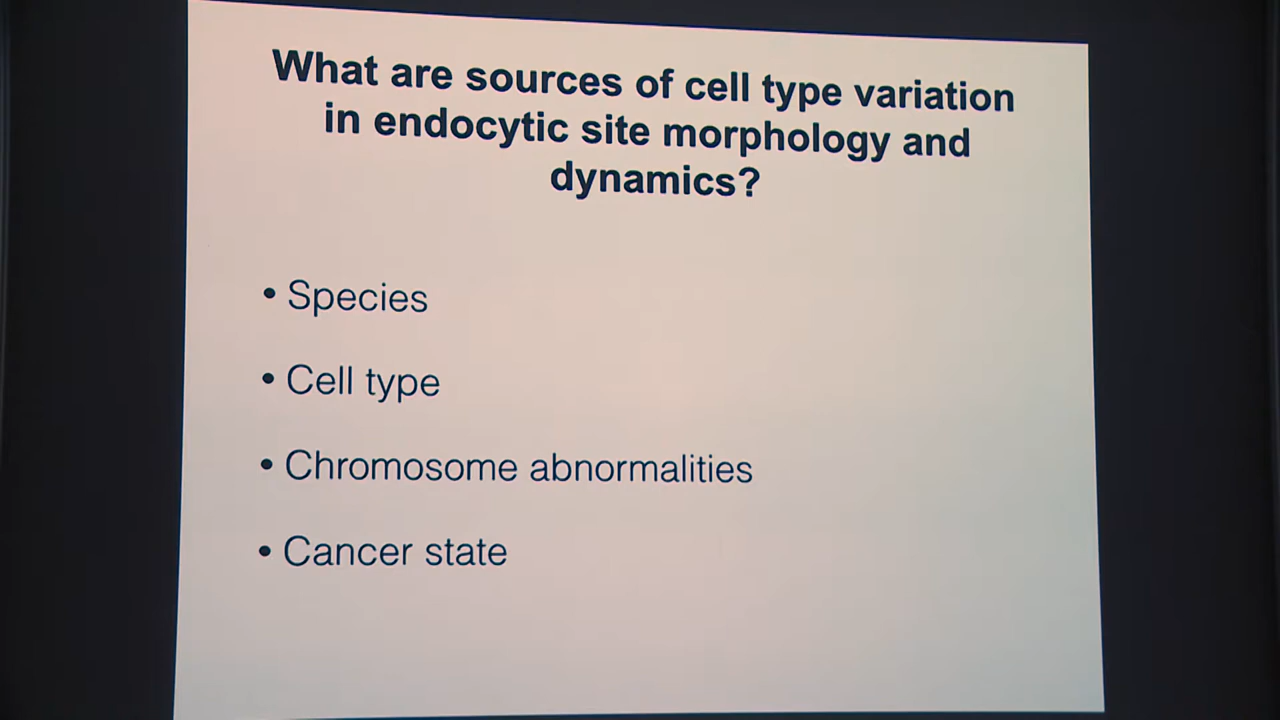 What are sources of cell type variation
in endocytic site morphology and
dynamics?
• Species
• Cell type
• Chromosome abnormalities
• Cancer state